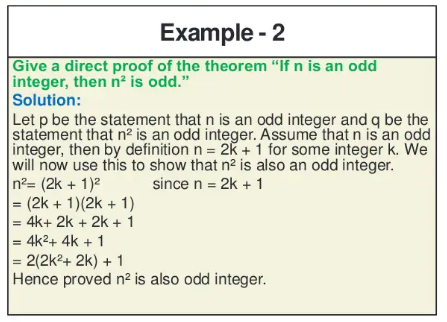 Example - 2
Give a direct proof of the theorem “If n is an odd
integer, then n² is odd.”
Solution:
Let p be the statement that n is an odd integer and q be the
statement that n² is an odd integer. Assume that n is an odd
integer, then by definition n = 2k + 1 for some integer k. We
will now use this to show that n² is also an odd integer.
n²= (2k + 1)² since n = 2k + 1
= (2k + 1)(2k + 1)
= 4k+ 2k + 2k + 1
= 4k²+ 4k + 1
= 2(2k²+ 2k) + 1
Hence proved n² is also odd integer.